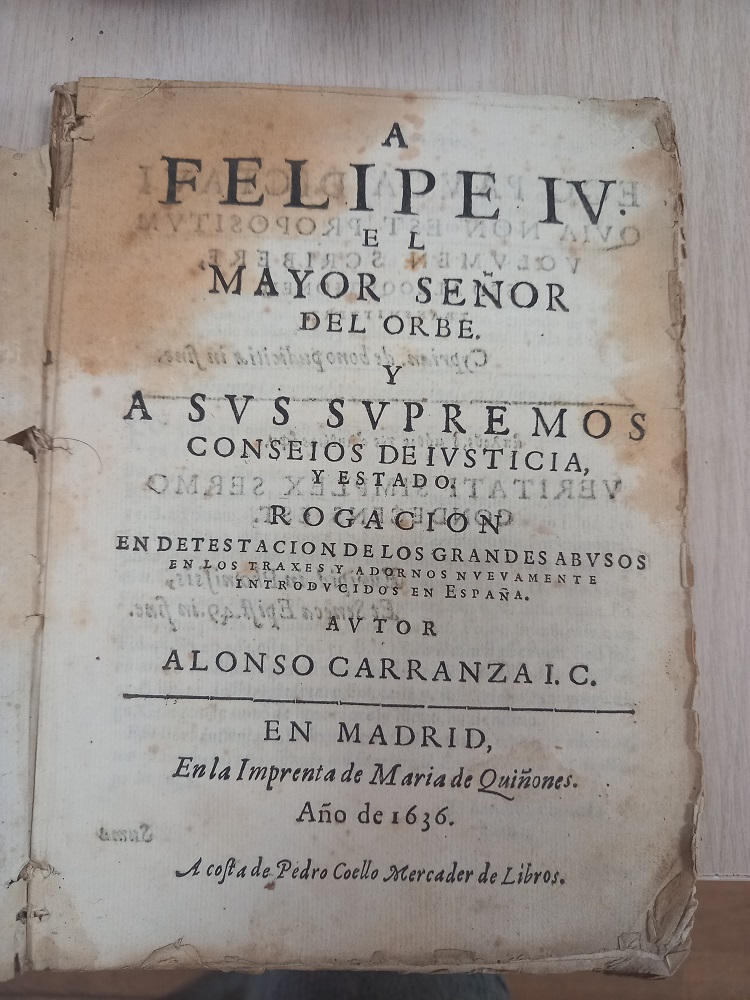 A
FELIPE IV.
EL
MAYOR SEÑOR
DEL ORBE.
Y
A SVS SVPREMOS
CONSEIOS DE IVSTICIA,
Y ESTADO.
ROGACION
EN DETESTACION DE LOS GRANDES ABVSOS
EN LOS TRAXES Y ADORNOS NVEVAMENTE
INTRODVCIDOS EN ESPAÑA.
AVTOR
ALONSO CARRANZA I. C.
EN MADRID,
En la Imprenta de Maria de Quiñones.
Año de 1636.
A costa de Pedro Coello Mercader de Libros.